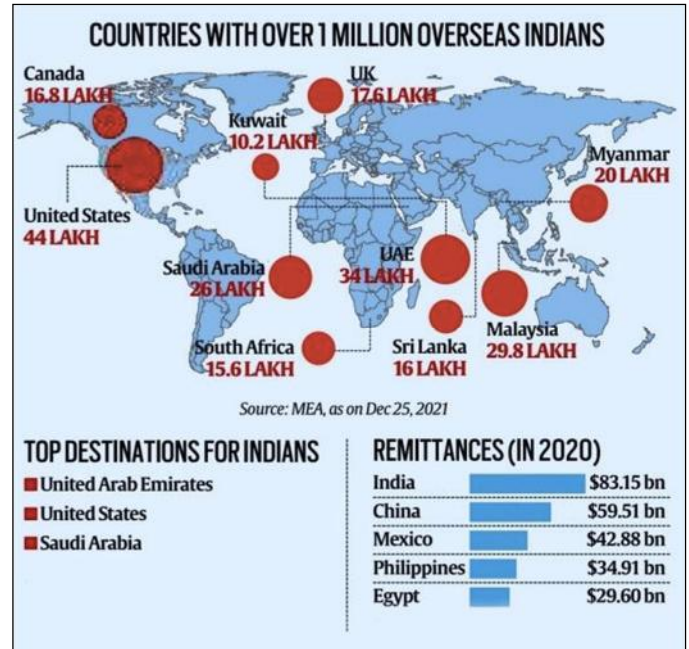 COUNTRIES WITH OVER 1 MILLION OVERSEAS INDIANS
Canada
16.8 LAKH
UK
17.6 LAKH
Kuwait
10.2 LAKH
Myanmar
20 LAKH
United States
44 LAKH
Saudi Arabia
26 LAKH
UAE
34 LAKH
South Africa
15.6 LAKH
Sri Lanka
16 LAKH
Malaysia
29.8 LAKH
Source: MEA, as on Dec 25, 2021
TOP DESTINATIONS FOR INDIANS
United Arab Emirates
United States
Saudi Arabia
REMITTANCES (IN 2020)
India $83.15 bn
China $59.51 bn
Mexico $42.88 bn
Philippines $34.91 bn
Egypt $29.60 bn